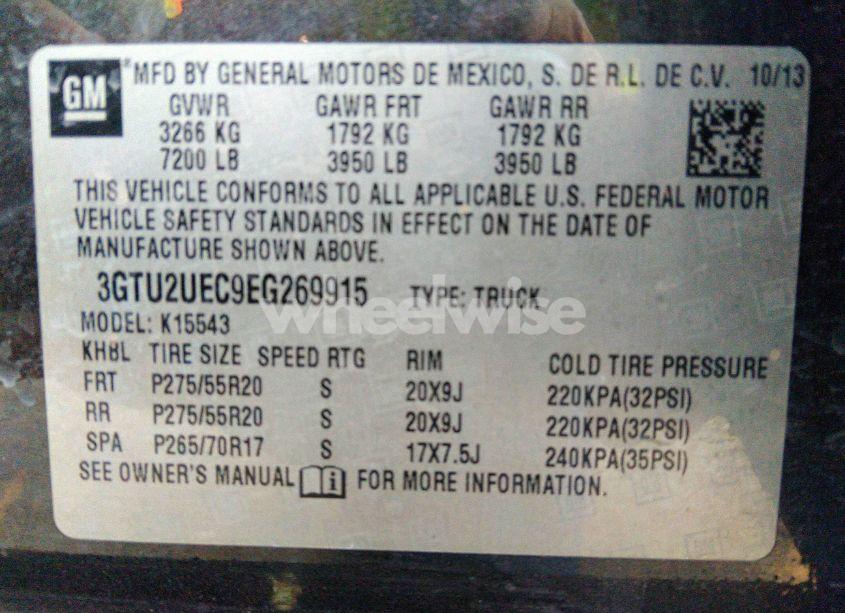 GM
MFD BY GENERAL MOTORS DE MEXICO, S. DE R.L. DE C.V. 10/13
GVWR GAWR FRT GAWR RR
3266 KG 1792 KG 1792 KG
7200 LB 3950 LB 3950 LB
THIS VEHICLE CONFORMS TO ALL APPLICABLE U.S. FEDERAL MOTOR
VEHICLE SAFETY STANDARDS IN EFFECT ON THE DATE OF
MANUFACTURE SHOWN ABOVE.
3GTU2UEC9EG269915 TYPE: TRUCK
wheelwise
MODEL: K15543
KHBL TIRE SIZE SPEED RTG RIM COLD TIRE PRESSURE
FRT P275/55R20 S 20X9J 220KPA(32PSI)
RR P275/55R20 S 20X9J 220KPA(32PSI)
SPA P265/70R17 S 17X7.5J 240KPA(35PSI)
SEE OWNER'S MANUAL FOR MORE INFORMATION.